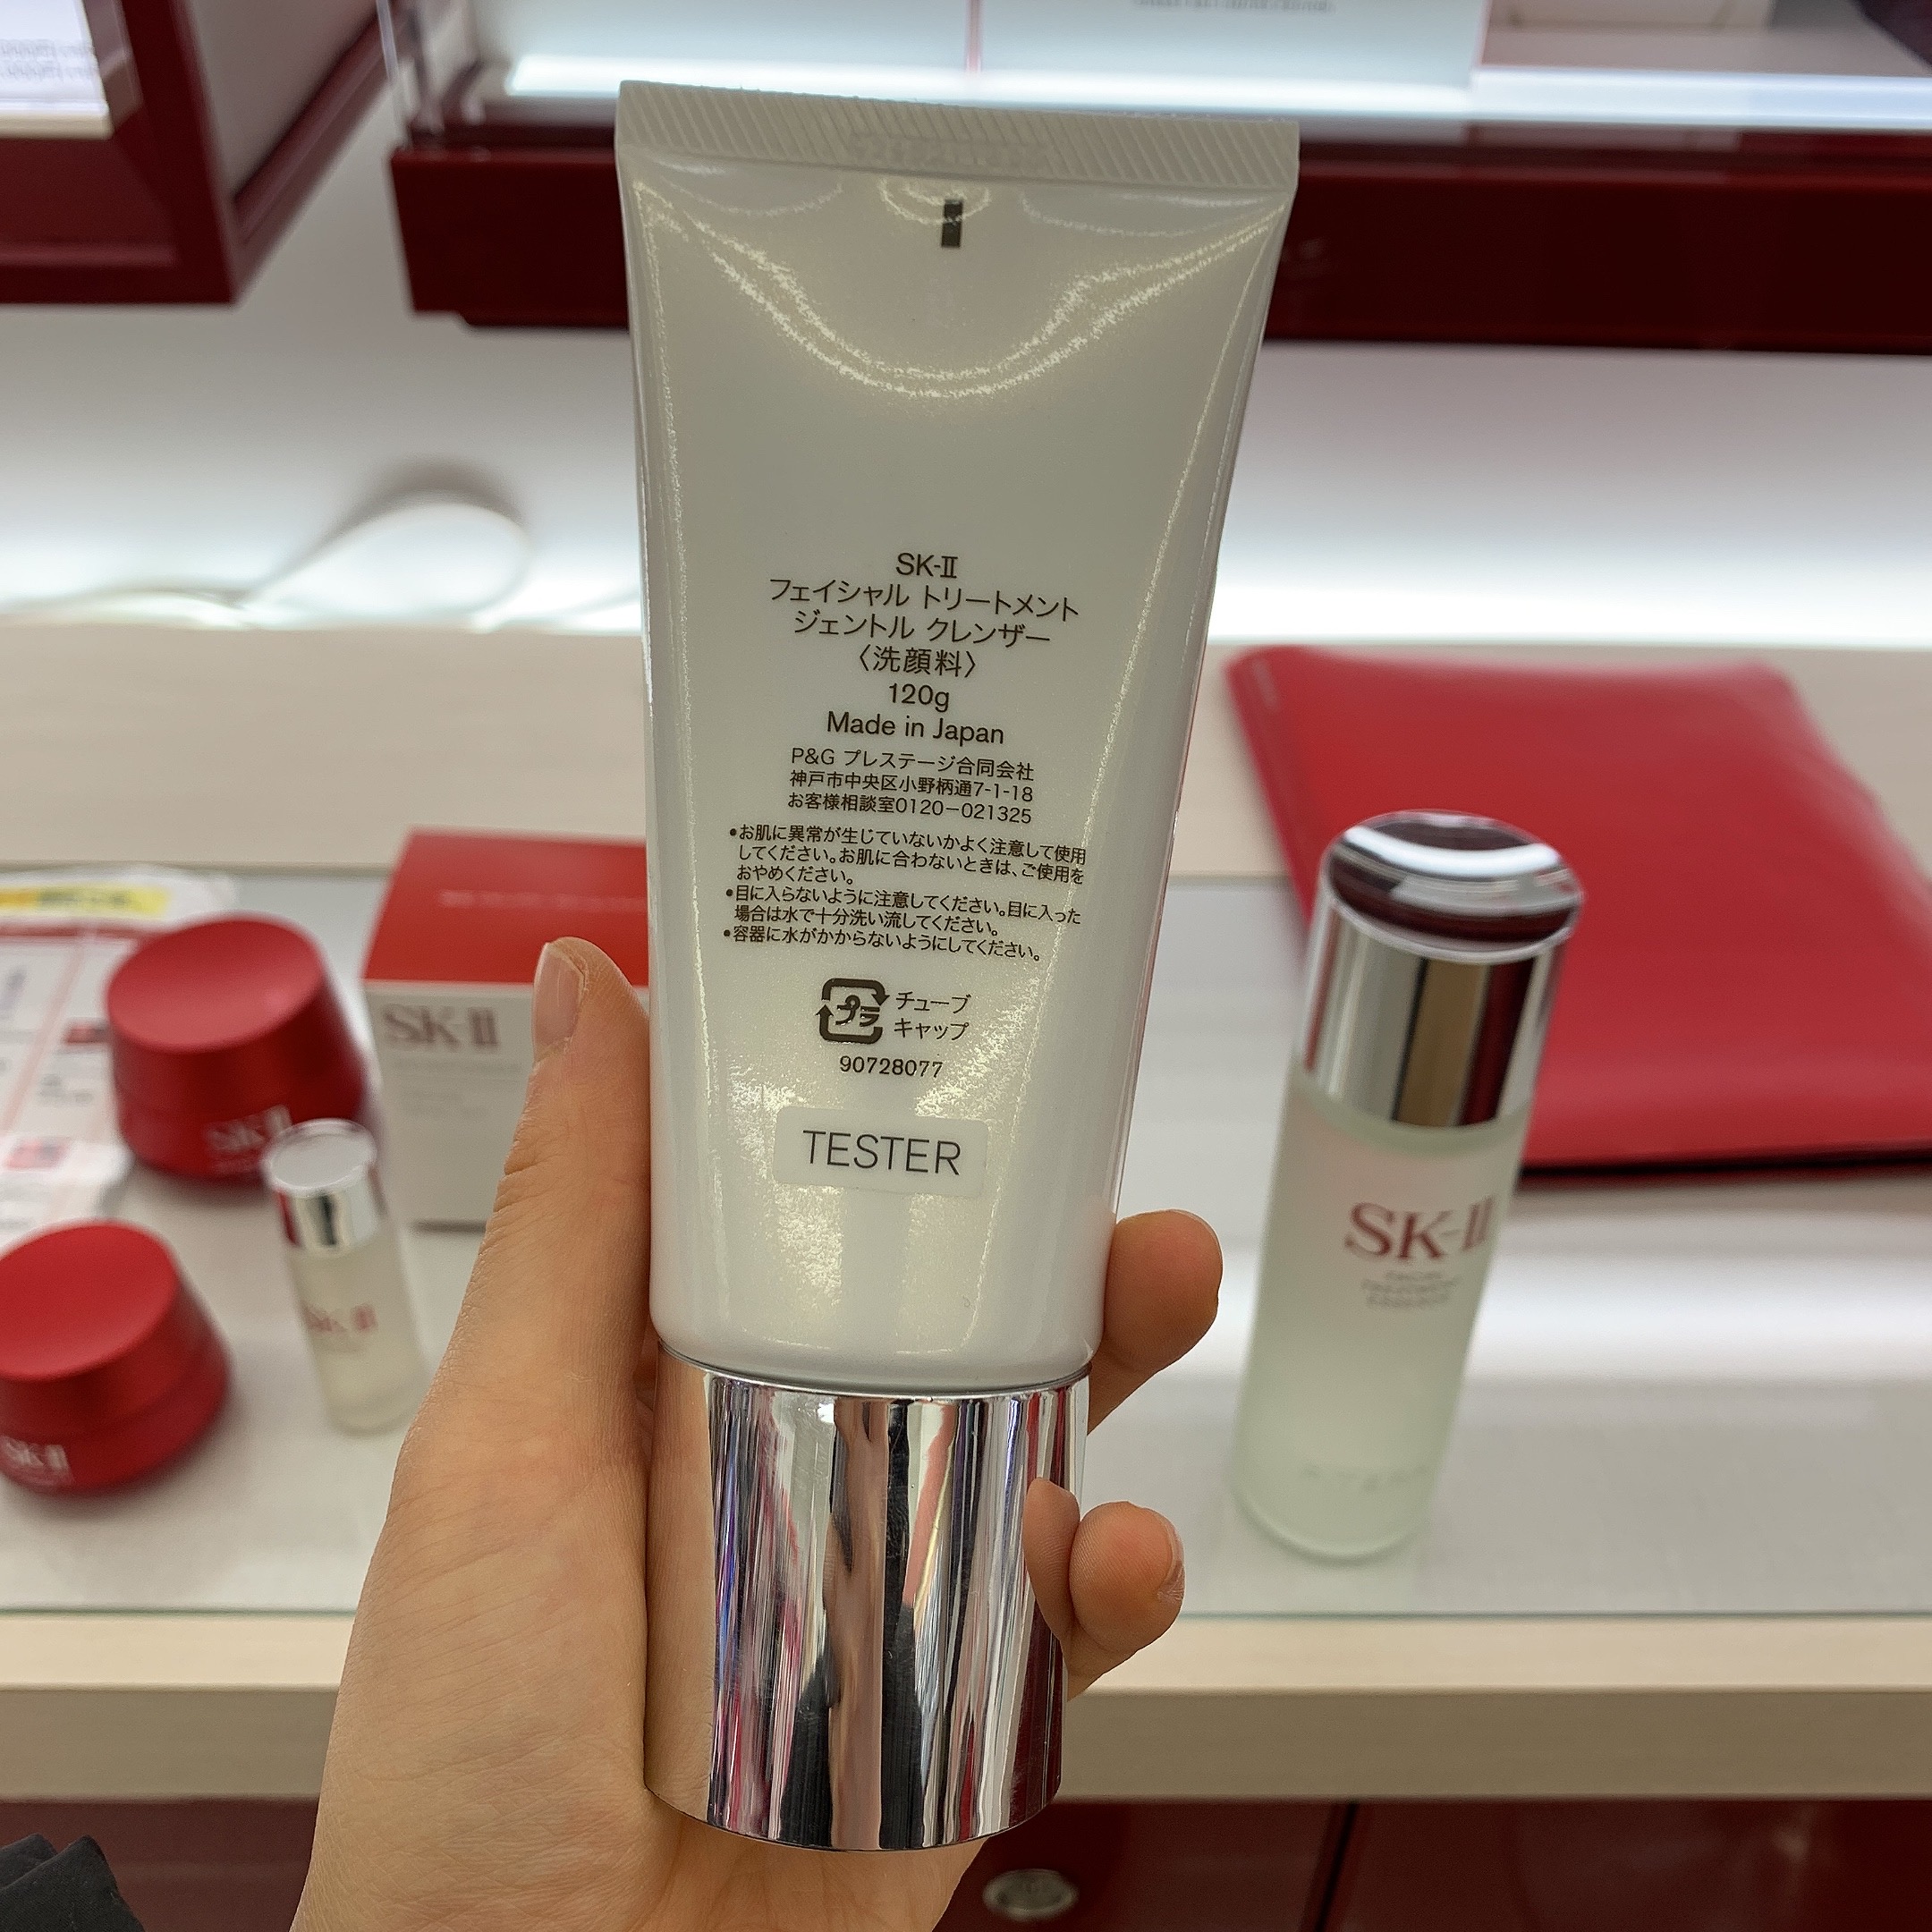 SK-II
フェイシャル トリートメント
ジェントル クレンザー
〈洗顔料〉
120g
Made in Japan
P&G プレステージ合同会社
神戸市中央区小野柄通7-1-18
お客様相談室0120-021325
•お肌に異常が生じていないかよく注意して使用
してください。お肌に合わないときは、ご使用を
おやめください。
•目に入らないように注意してください。目に入った
場合は水で十分洗い流してください。
•容器に水がかからないようにしてください。
プラ チューブ
キャップ
90728077
TESTER
SK-II
SK-II
SK-II
SK-II
SK-II
FACIAL
TREATMENT
ESSENCE